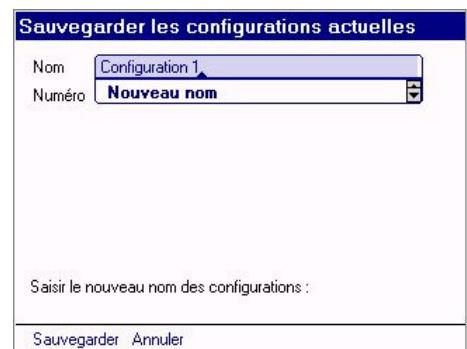 Sauvegarder les configurations actuelles
Nom Configuration 1
Numéro Nouveau nom
Saisir le nouveau nom des configurations :
Sauvegarder Annuler